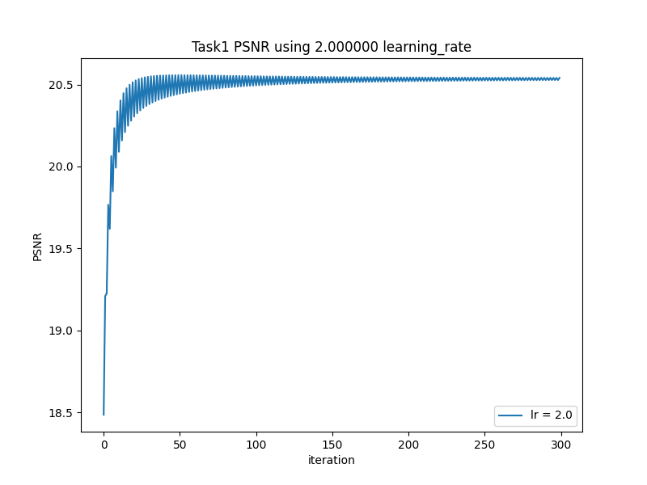 Task1 PSNR using 2.000000 learning_rate
20.5
20.0
19.5
19.0
18.5
PSNR
0 50 100 150 200 250 300
iteration
lr = 2.0